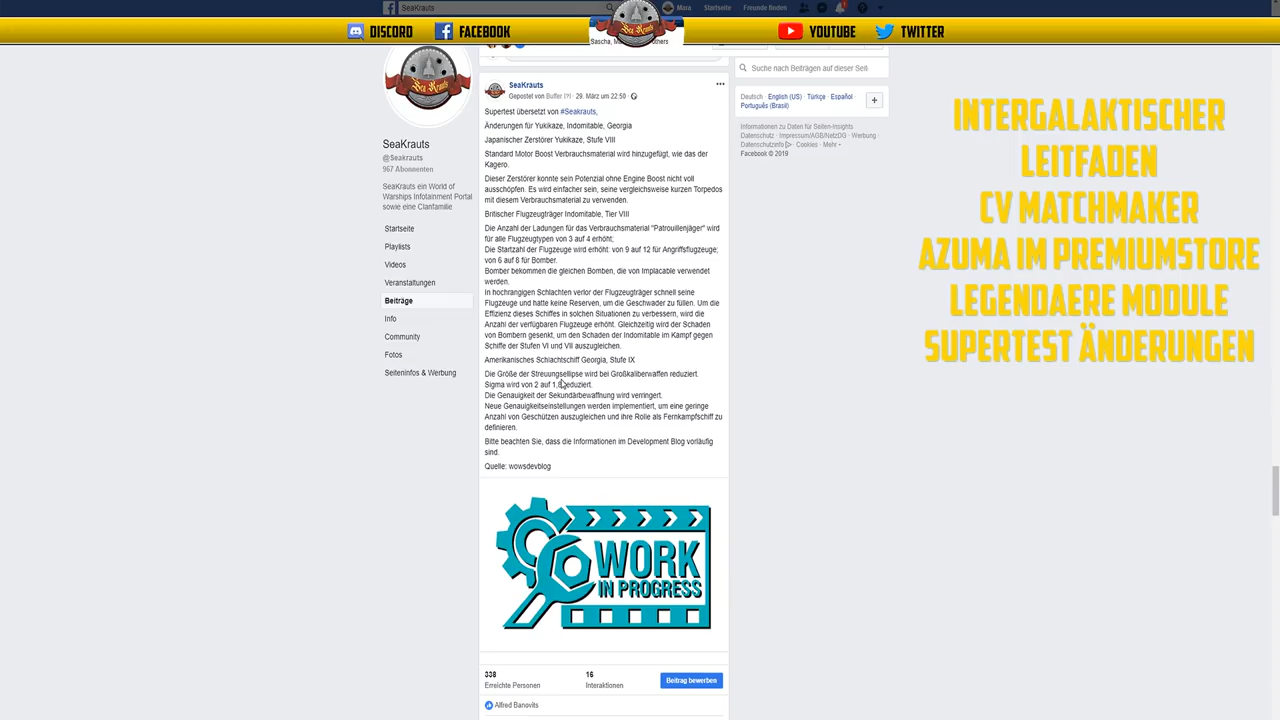 SeaKrauts
Mara
Startseite
Freunde finden
DISCORD
FACEBOOK
Sea Krauts
YOUTUBE
TWITTER
SeaKrauts
@Seakrauts
967 Abonnenten
SeaKrauts ein World of
Warships Infotainment Portal
sowie eine Clanfamilie
Startseite
Playlists
Videos
Veranstaltungen
Beiträge
Info
Community
Fotos
Seiteninfos & Werbung
SeaKrauts
Gepostet von Buffer [?] · 29. März um 22:50 ·
Supertest übersetzt von #Seakrauts,
Änderungen für Yukikaze, Indomitable, Georgia
Japanischer Zerstörer Yukikaze, Stufe VIII
Standard Motor Boost Verbrauchsmaterial wird hinzugefügt, wie das der
Kagero.
Dieser Zerstörer konnte sein Potenzial ohne Engine Boost nicht voll
ausschöpfen. Es wird einfacher sein, seine vergleichsweise kurzen Torpedos
mit diesem Verbrauchsmaterial zu verwenden.
Britischer Flugzeugträger Indomitable, Tier VIII
Die Anzahl der Ladungen für das Verbrauchsmaterial "Patrouillenjäger" wird
für alle Flugzeugtypen von 3 auf 4 erhöht;
Die Startzahl der Flugzeuge wird erhöht: von 9 auf 12 für Angriffsflugzeuge;
von 6 auf 8 für Bomber.
Bomber bekommen die gleichen Bomben, die von Implacable verwendet
werden.
In hochrangigen Schlachten verlor der Flugzeugträger schnell seine
Flugzeuge und hatte keine Reserven, um die Geschwader zu füllen. Um die
Effizienz dieses Schiffes in solchen Situationen zu verbessern, wird die
Anzahl der verfügbaren Flugzeuge erhöht. Gleichzeitig wird der Schaden
von Bombern gesenkt, um den Schaden der Indomitable im Kampf gegen
Schiffe der Stufen VI und VII auszugleichen.
Amerikanisches Schlachtschiff Georgia, Stufe IX
Die Größe der Streuungsellipse wird bei Großkaliberwaffen reduziert.
Sigma wird von 2 auf 1,8 reduziert.
Die Genauigkeit der Sekundärbewaffnung wird verringert.
Neue Genauigkeitseinstellungen werden implementiert, um eine geringe
Anzahl von Geschützen auszugleichen und ihre Rolle als Fernkampfschiff zu
definieren.
Bitte beachten Sie, dass die Informationen im Development Blog vorläufig
sind.
Quelle: wowsdevblog
WORK
IN PROGRESS
338
Erreichte Personen
16
Interaktionen
Beitrag bewerben
Alfred Banovits
Suche nach Beiträgen auf dieser Seit
Deutsch · English (US) · Türkçe · Español ·
Português (Brasil)
Informationen zu Daten für Seiten-Insights
Datenschutz · Impressum/AGB/NetzDG · Werbung ·
Datenschutzinfo · Cookies · Mehr
Facebook © 2019
INTERGALAKTISCHER
LEITFADEN
CV MATCHMAKER
AZUMA IM PREMIUMSTORE
LEGENDAERE MODULE
SUPERTEST ÄNDERUNGEN